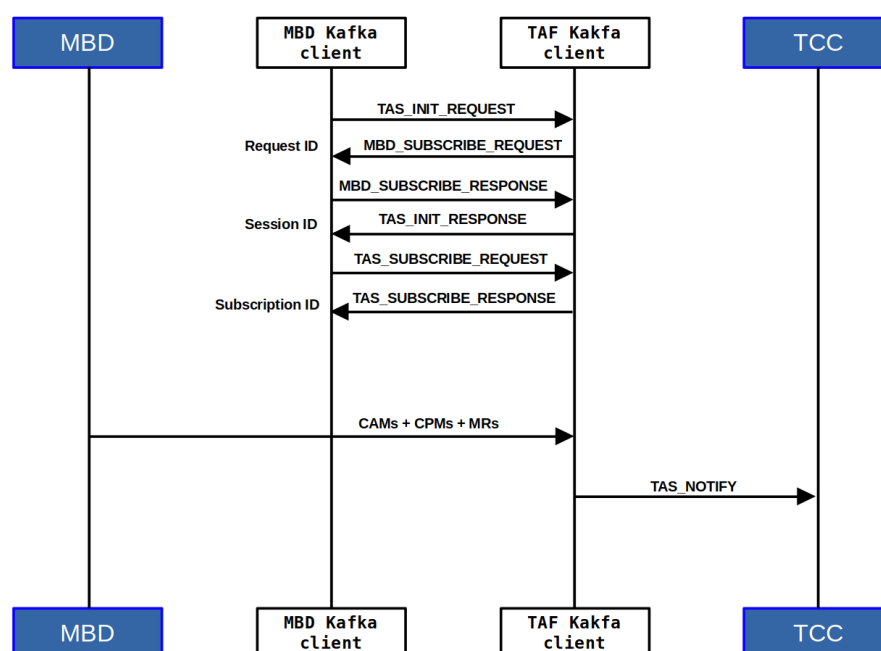 MBD
MBD Kafka
client
TAF Kakfa
client
TCC
TAS_INIT_REQUEST
Request ID
MBD_SUBSCRIBE_REQUEST
MBD_SUBSCRIBE_RESPONSE
Session ID
TAS_INIT_RESPONSE
TAS_SUBSCRIBE_REQUEST
Subscription ID
TAS_SUBSCRIBE_RESPONSE
CAMs + CPMs + MRs
TAS_NOTIFY
MBD
MBD Kafka
client
TAF Kakfa
client
TCC